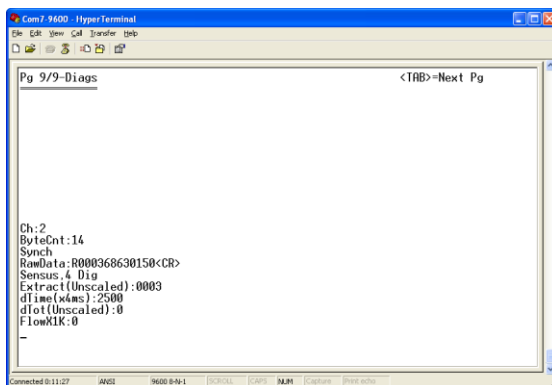 Com7-9600 - HyperTerminal
File Edit View Call Transfer Help
Pg 9/9-Diags <TAB>=Next Pg
Ch:2
ByteCnt:14
Synch
RawData:R000368630150<CR>
Sensus,4 Dig
Extract(Unscaled):0003
dTime(x4ms):2500
dTot(Unscaled):0
FlowX1K:0
Connected 0:11:27 ANSI 9600 8-N-1 SCROLL CAPS NUM Capture Print echo